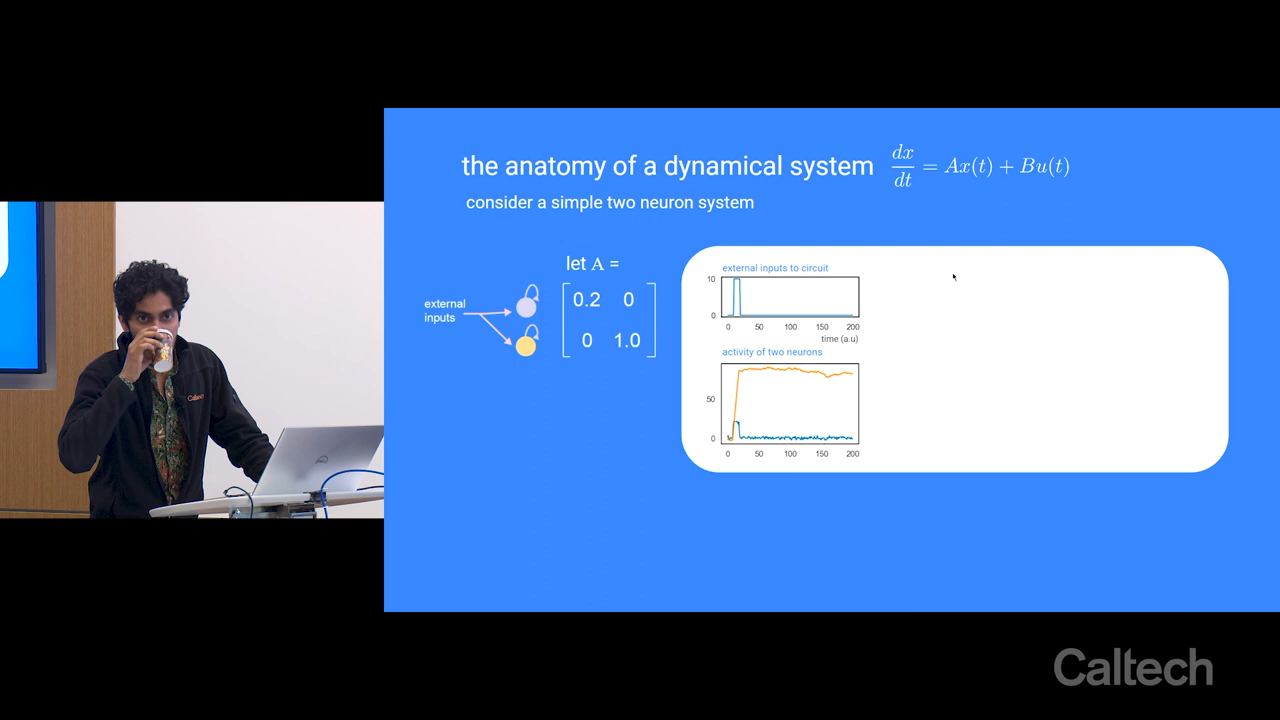 the anatomy of a dynamical system dx/dt = Ax(t) + Bu(t)
consider a simple two neuron system
let A =
external
inputs
0.2 0
0 1.0
external inputs to circuit
10
0
0 50 100 150 200
time (a.u)
activity of two neurons
50
0
0 50 100 150 200
Caltech
Caltech